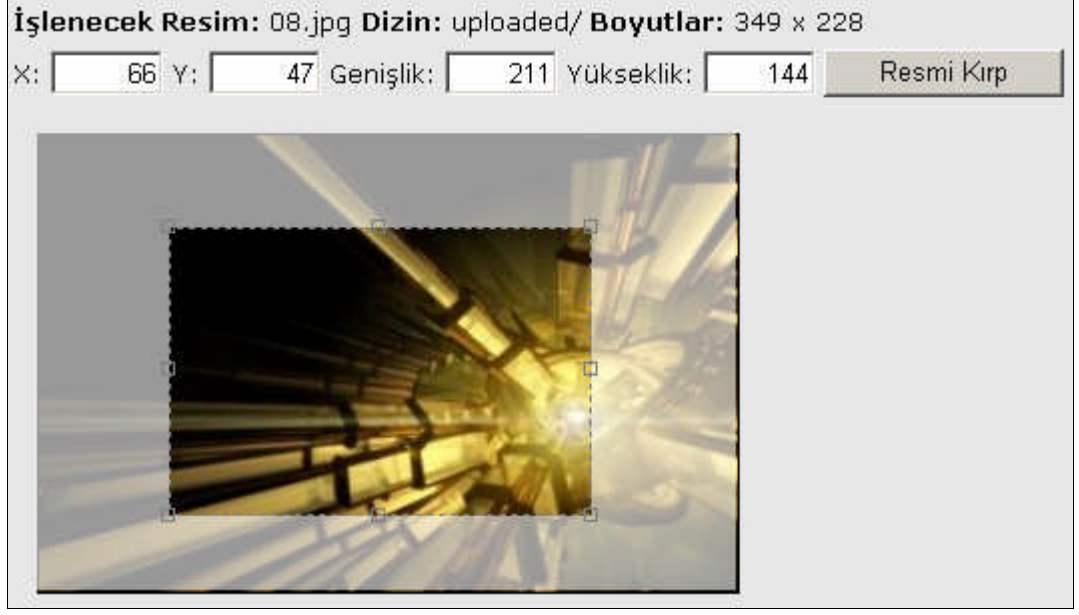 İşlenecek Resim: 08.jpg Dizin: uploaded/ Boyutlar: 349 x 228
X: 66 Y: 47 Genişlik: 211 Yükseklik: 144 Resmi Kırp